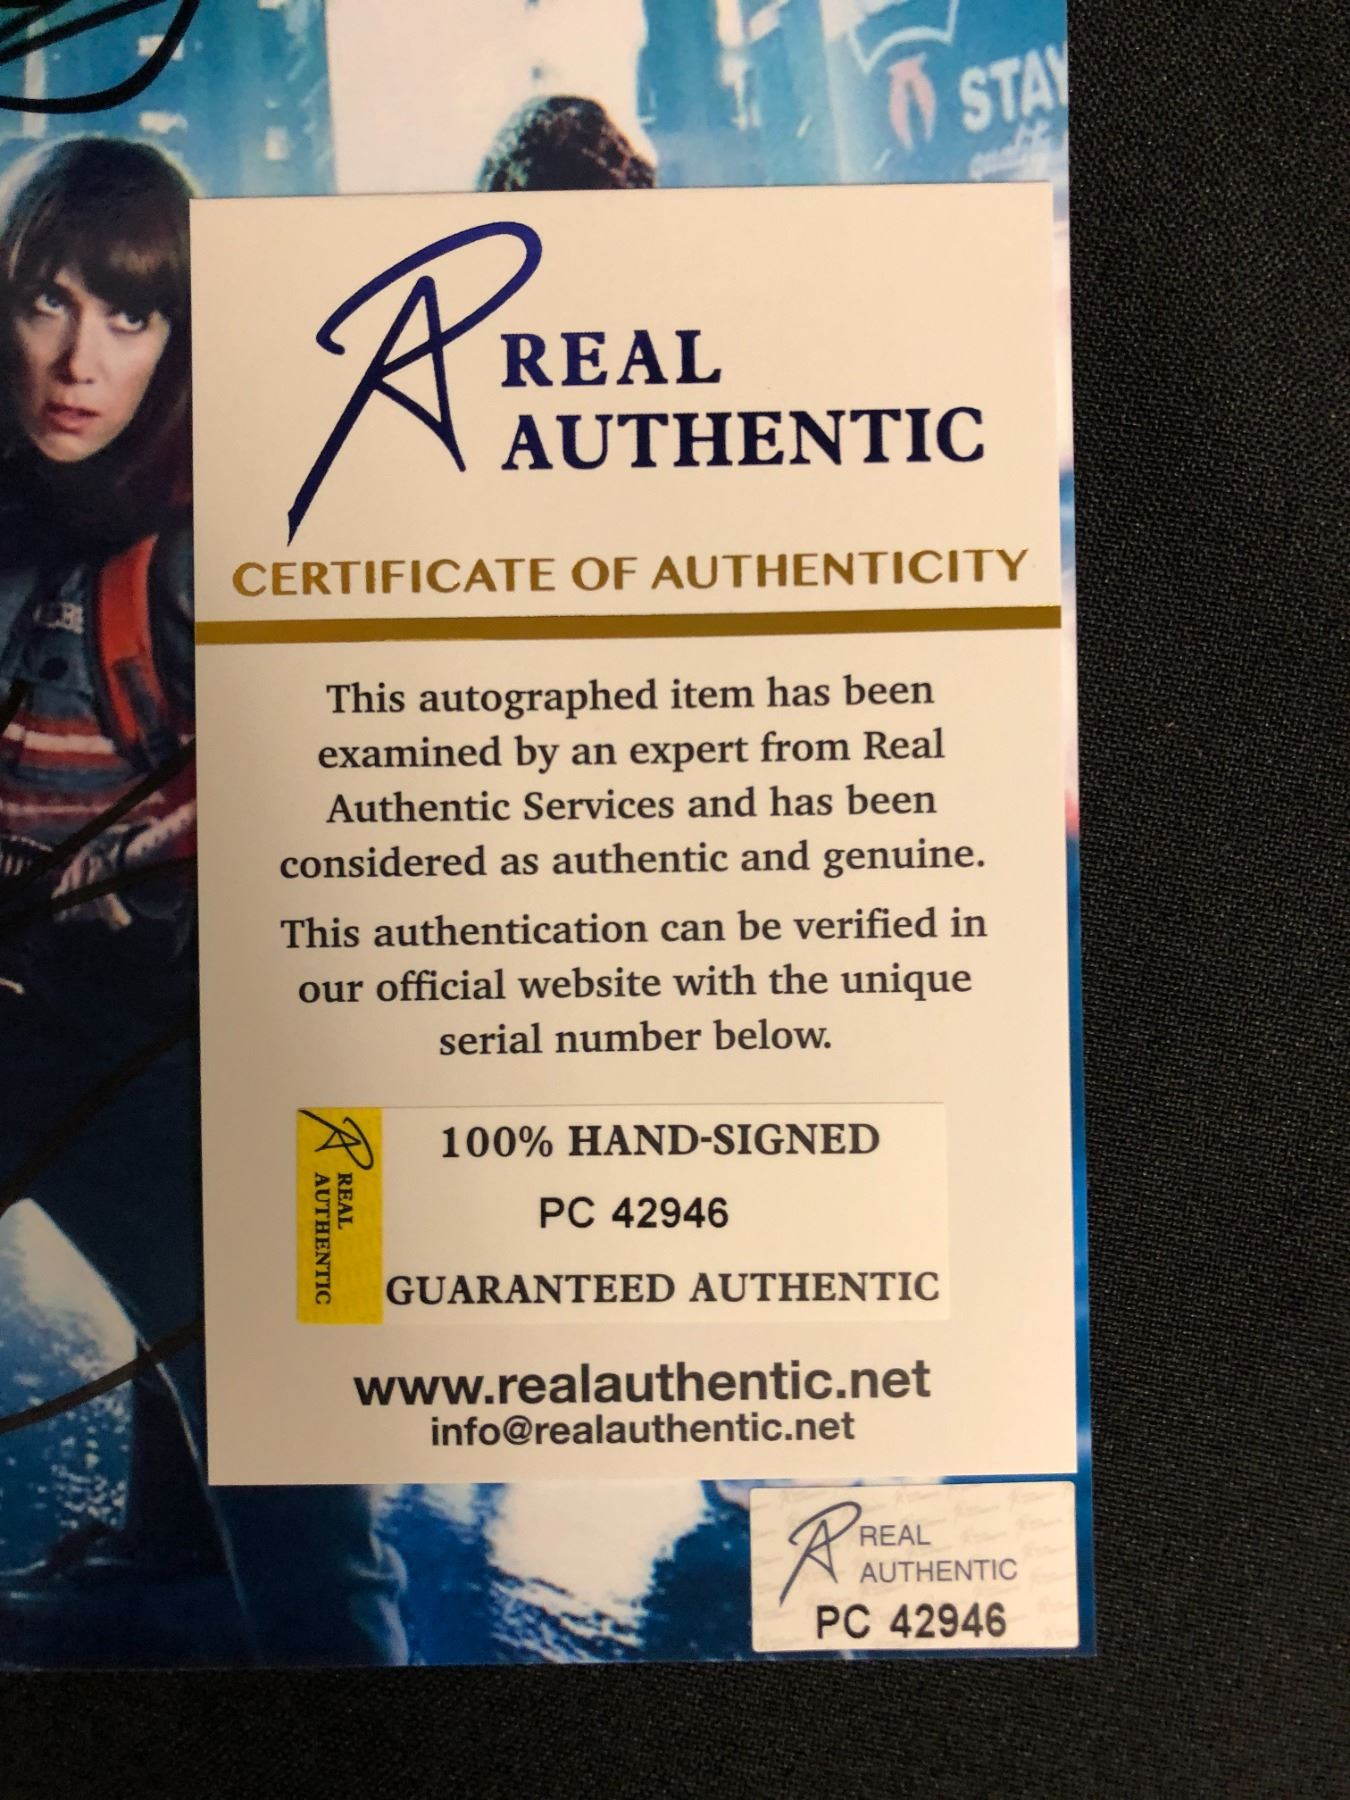 STAY
REAL
AUTHENTIC
CERTIFICATE OF AUTHENTICITY
This autographed item has been
examined by an expert from Real
Authentic Services and has been
considered as authentic and genuine.
This authentication can be verified in
our official website with the unique
serial number below.
REAL
AUTHENTIC
100% HAND-SIGNED
PC 42946
GUARANTEED AUTHENTIC
www.realauthentic.net
info@realauthentic.net
REAL
AUTHENTIC
PC 42946